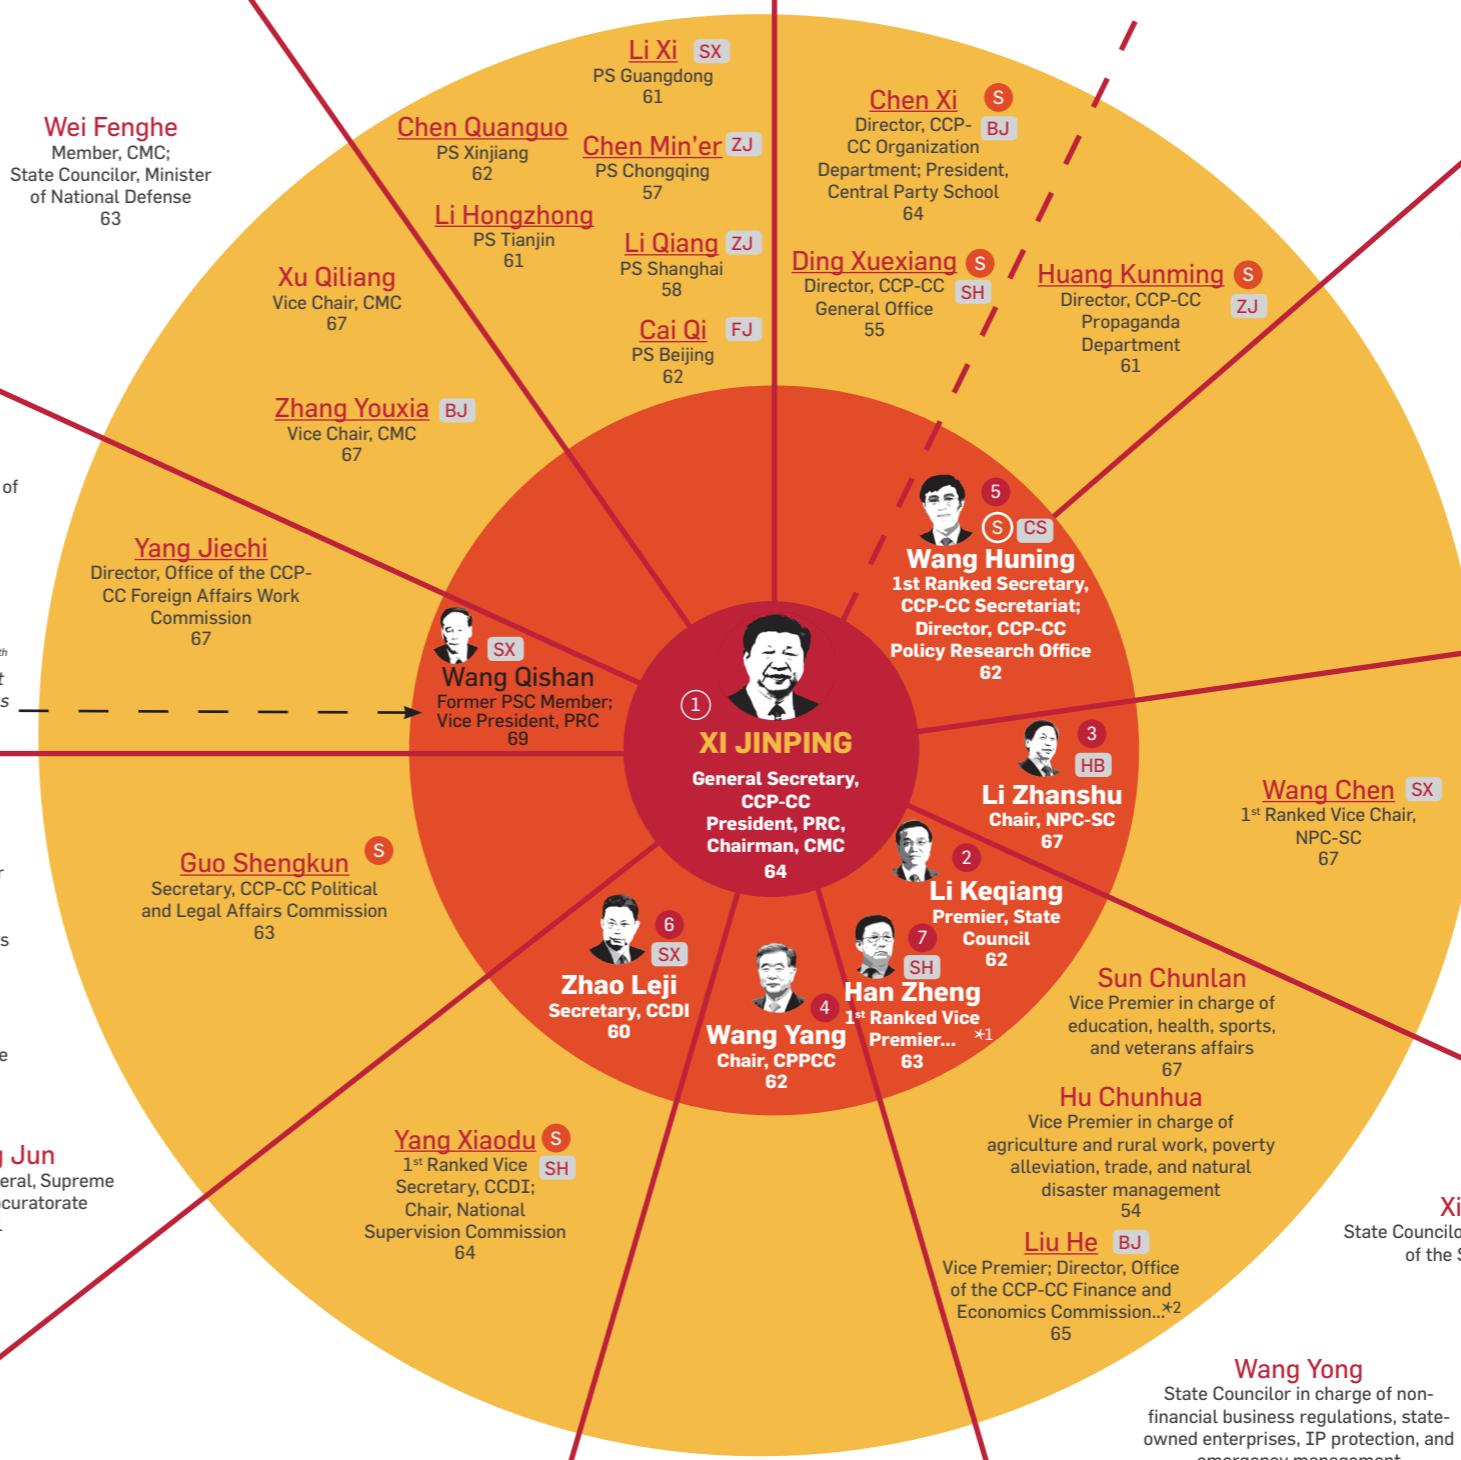 Li Xi SX
PS Guangdong
61
Chen Quanguo
PS Xinjiang
62
Chen Min'er ZJ
PS Chongqing
57
Li Hongzhong
PS Tianjin
61
Li Qiang ZJ
PS Shanghai
58
Cai Qi FJ
PS Beijing
62
Chen Xi S
BJ
Director, CCP-
CC Organization
Department; President,
Central Party School
64
Ding Xuexiang S
SH
Director, CCP-CC
General Office
55
Huang Kunming S
ZJ
Director, CCP-CC
Propaganda
Department
61
Wei Fenghe
Member, CMC;
State Councilor, Minister
of National Defense
63
Xu Qiliang
Vice Chair, CMC
67
Zhang Youxia BJ
Vice Chair, CMC
67
of
Yang Jiechi
Director, Office of the CCP-
CC Foreign Affairs Work
Commission
67
th
t
s
SX
Wang Qishan
Former PSC Member;
Vice President, PRC
69
1
XI JINPING
General Secretary,
CCP-CC
President, PRC,
Chairman, CMC
64
5
S CS
Wang Huning
1st Ranked Secretary,
CCP-CC Secretariat;
Director, CCP-CC
Policy Research Office
62
3
HB
Li Zhanshu
Chair, NPC-SC
67
Wang Chen SX
1st Ranked Vice Chair,
NPC-SC
67
2
Li Keqiang
Premier, State
Council
62
7
SH
Han Zheng
1st Ranked Vice
Premier... *1
63
4
Wang Yang
Chair, CPPCC
62
6
SX
Zhao Leji
Secretary, CCDI
60
Guo Shengkun S
Secretary, CCP-CC Political
and Legal Affairs Commission
63
r
s
e
Yang Xiaodu S
SH
1st Ranked Vice
Secretary, CCDI;
Chair, National
Supervision Commission
64
Jun
eral, Supreme
curatorate
Sun Chunlan
Vice Premier in charge of
education, health, sports,
and veterans affairs
67
Hu Chunhua
Vice Premier in charge of
agriculture and rural work, poverty
alleviation, trade, and natural
disaster management
54
Liu He BJ
Vice Premier; Director, Office
of the CCP-CC Finance and
Economics Commission...*2
65
Xi
State Councilo
of the S
Wang Yong
State Councilor in charge of non-
financial business regulations, state-
owned enterprises, IP protection, and
emergency management